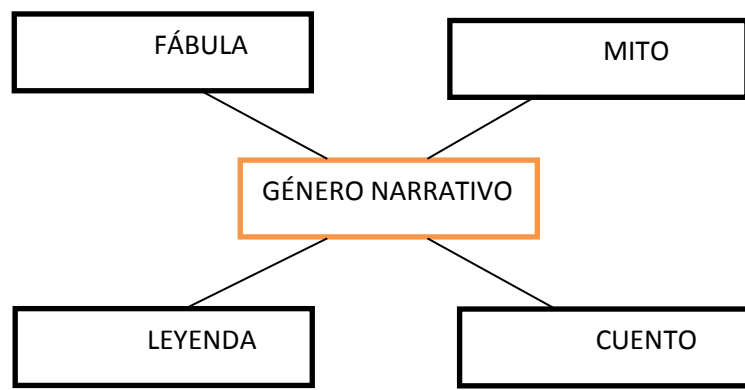 FÁBULA
MITO
GÉNERO NARRATIVO
LEYENDA
CUENTO